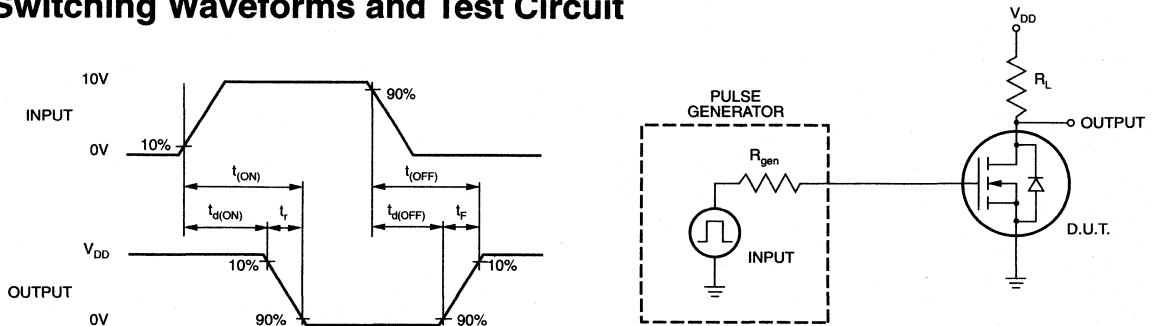 Switching Waveforms and Test Circuit
10V
INPUT
0V
10%
90%
t(ON)
t(OFF)
td(ON)
tr
td(OFF)
tF
VDD
OUTPUT
0V
10%
90%
10%
90%
PULSE
GENERATOR
Rgen
INPUT
VDD
RL
OUTPUT
D.U.T.